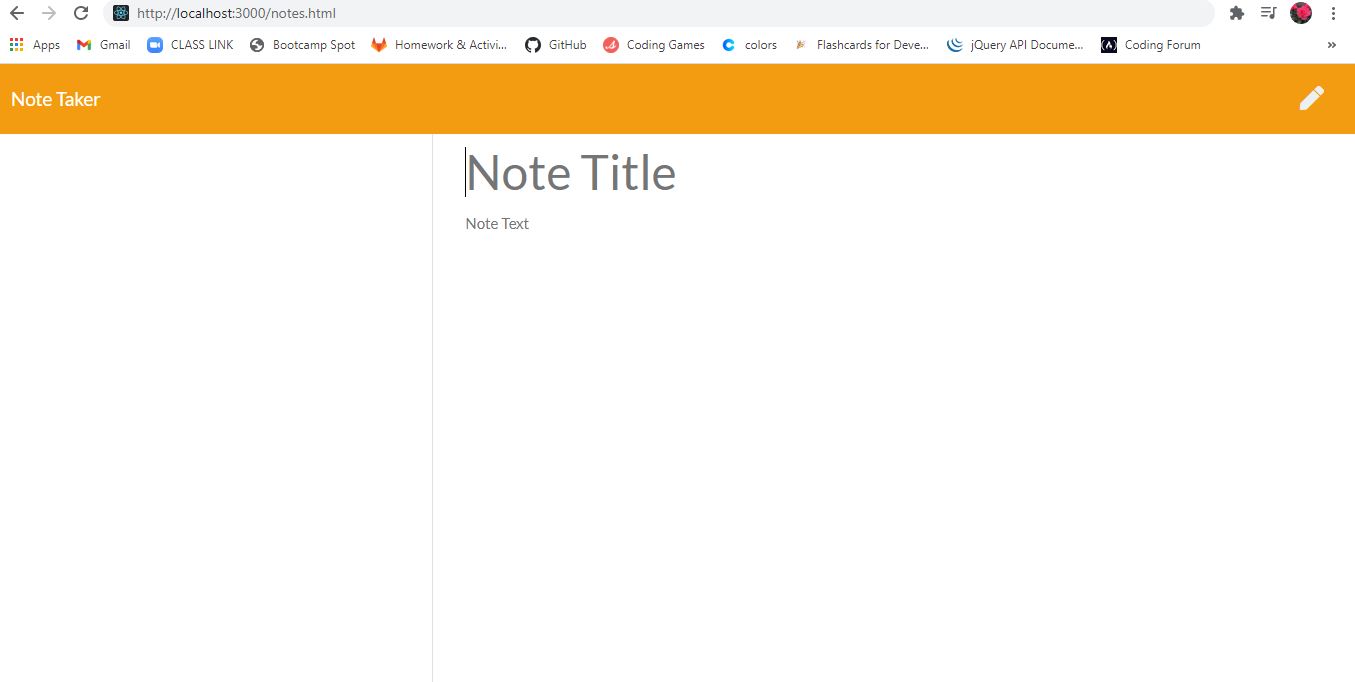 http://localhost:3000/notes.html
Apps Gmail CLASS LINK Bootcamp Spot Homework & Activi... GitHub Coding Games colors Flashcards for Deve... jQuery API Docume... Coding Forum »
Note Taker
Note Title
Note Text